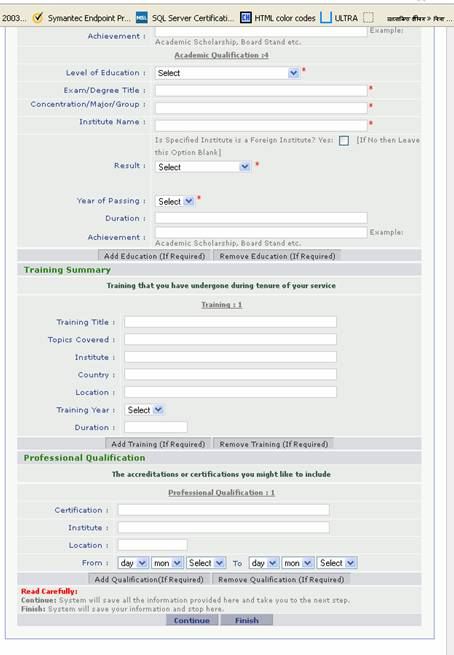 2003... Symantec Endpoint Pr... SQL Server Certificati... HTML color codes ULTRA
Achievement : Example:
Academic Scholarship, Board Stand etc.
Academic Qualification :4
Level of Education : Select *
Exam/Degree Title : *
Concentration/Major/Group : *
Institute Name : *
Is Specified Institute is a Foreign Institute? Yes: [If No then Leave
this Option Blank]
Result : Select *
Year of Passing : Select *
Duration :
Achievement : Example:
Academic Scholarship, Board Stand etc.
Add Education (If Required) Remove Education (If Required)
Training Summary
Training that you have undergone during tenure of your service
Training : 1
Training Title :
Topics Covered :
Institute :
Country :
Location :
Training Year : Select
Duration :
Add Training (If Required) Remove Training (If Required)
Professional Qualification
The accreditations or certifications you might like to include
Professional Qualification : 1
Certification :
Institute :
Location :
From : day mon Select To day mon Select
Add Qualification(If Required) Remove Qualification (If Required)
Read Carefully:
Continue: System will save all the information provided here and take you to the next step.
Finish: System will save your information and stop here.
Continue Finish